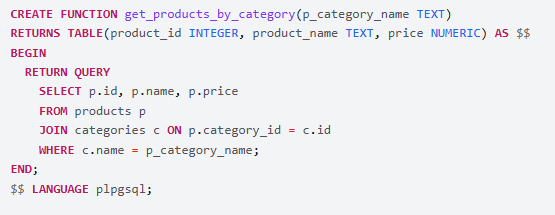 CREATE FUNCTION get_products_by_category(p_category_name TEXT)
RETURNS TABLE(product_id INTEGER, product_name TEXT, price NUMERIC) AS $$
BEGIN
  RETURN QUERY
    SELECT p.id, p.name, p.price
    FROM products p
    JOIN categories c ON p.category_id = c.id
    WHERE c.name = p_category_name;
END;
$$ LANGUAGE plpgsql;